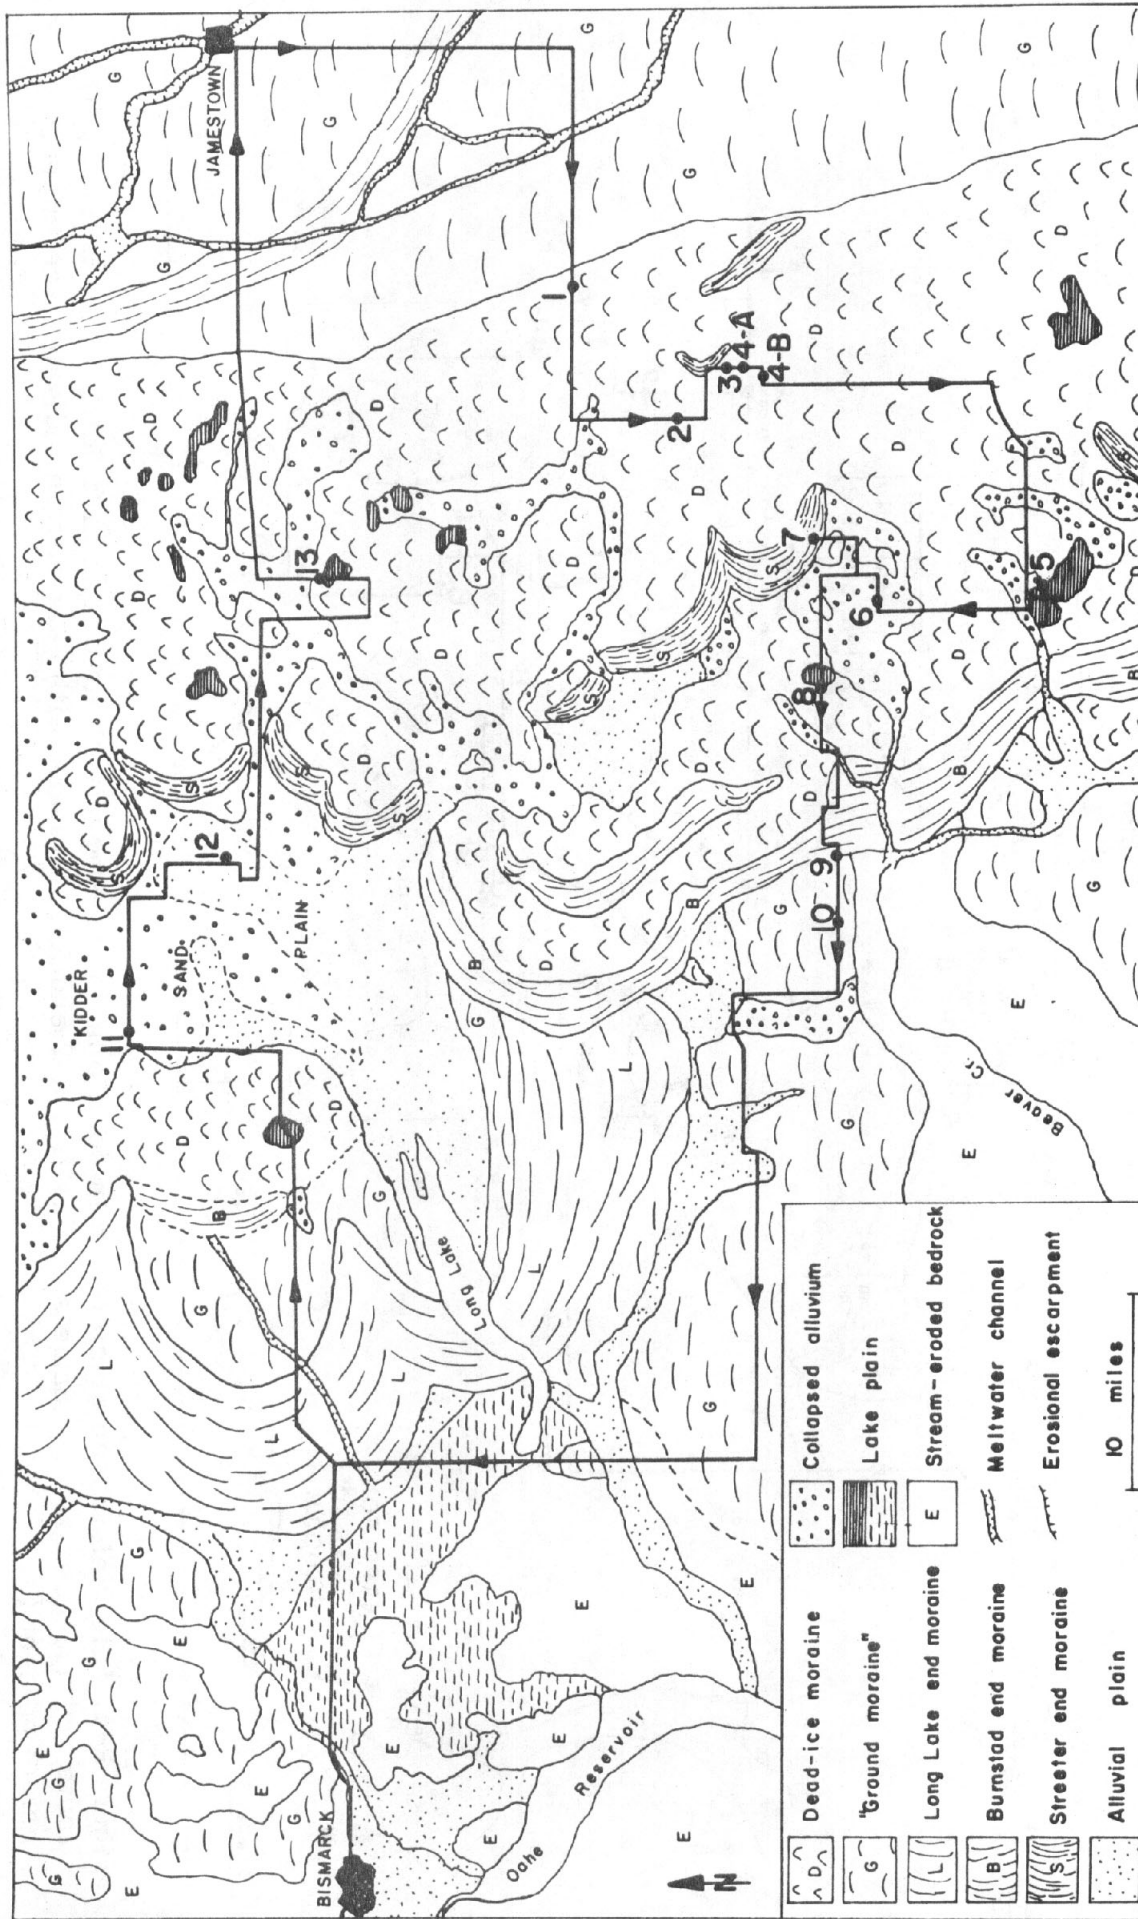 JAMESTOWN
KIDDER
SAND
PLAIN
BISMARCK
Long Lake
Oahe Reservoir
Beaver Cr.
1
2
3
4-A
4-B
5
6
7
8
9
10
11
12
13
G
D
S
B
L
E
N
D Dead-ice moraine
G "Ground moraine"
L Long Lake end moraine
B Burnstad end moraine
S Streeter end moraine
Alluvial plain
Collapsed alluvium
Lake plain
E Stream-eroded bedrock
Meltwater channel
Erosional escarpment
10 miles